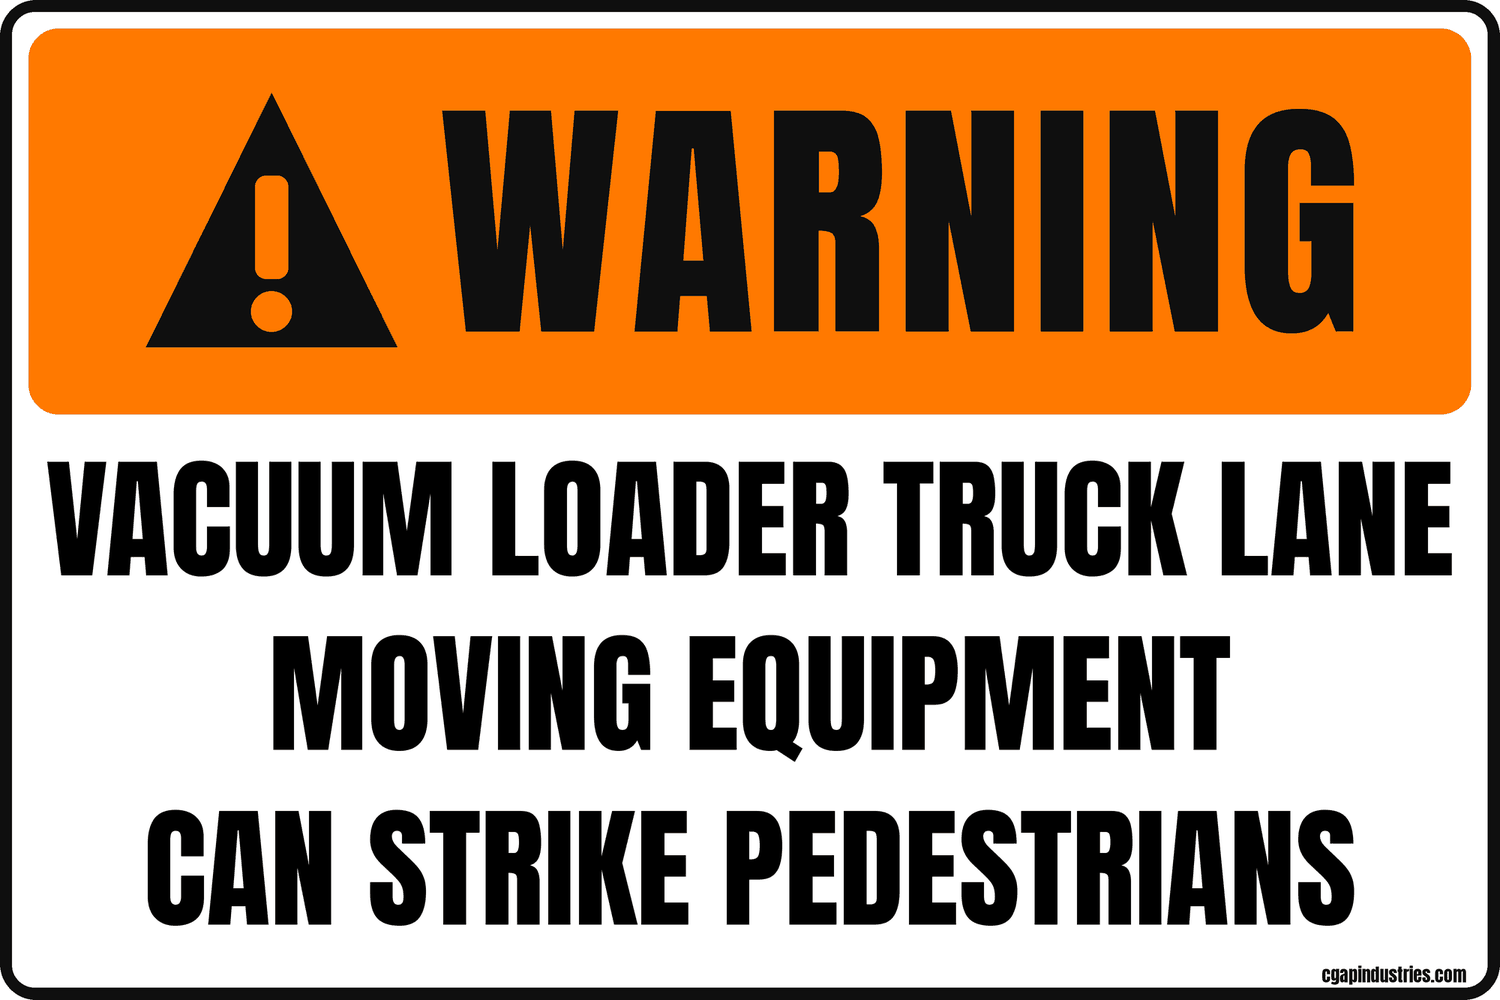 WARNING
VACUUM LOADER TRUCK LANE
MOVING EQUIPMENT
CAN STRIKE PEDESTRIANS
cgapindustries.com